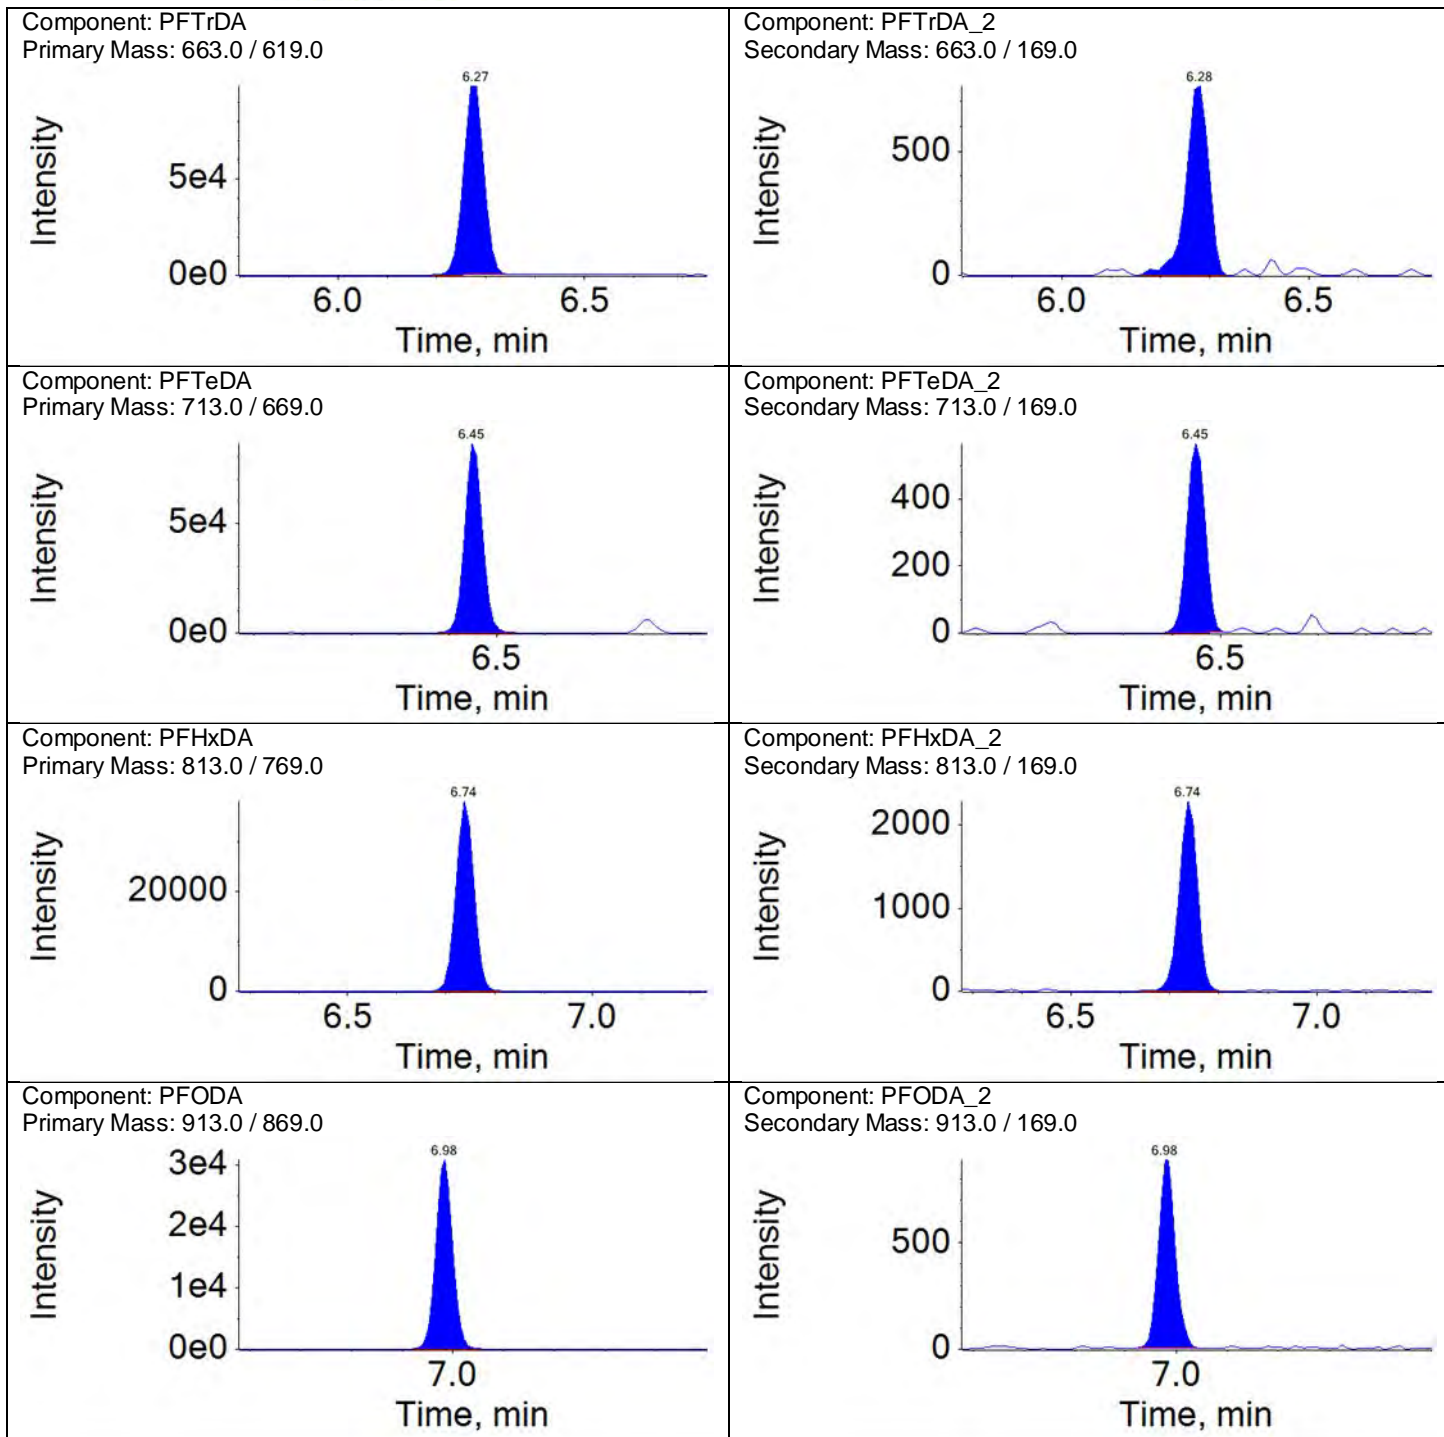 Component: PFTrDA
Primary Mass: 663.0 / 619.0
6.27
Intensity
5e4
0e0
6.0 6.5
Time, min
Component: PFTrDA_2
Secondary Mass: 663.0 / 169.0
6.28
Intensity
500
0
6.0 6.5
Time, min
Component: PFTeDA
Primary Mass: 713.0 / 669.0
6.45
Intensity
5e4
0e0
6.5
Time, min
Component: PFTeDA_2
Secondary Mass: 713.0 / 169.0
6.45
Intensity
400
200
0
6.5
Time, min
Component: PFHxDA
Primary Mass: 813.0 / 769.0
6.74
Intensity
20000
0
6.5 7.0
Time, min
Component: PFHxDA_2
Secondary Mass: 813.0 / 169.0
6.74
Intensity
2000
1000
0
6.5 7.0
Time, min
Component: PFODA
Primary Mass: 913.0 / 869.0
6.98
Intensity
3e4
2e4
1e4
0e0
7.0
Time, min
Component: PFODA_2
Secondary Mass: 913.0 / 169.0
6.98
Intensity
500
0
7.0
Time, min